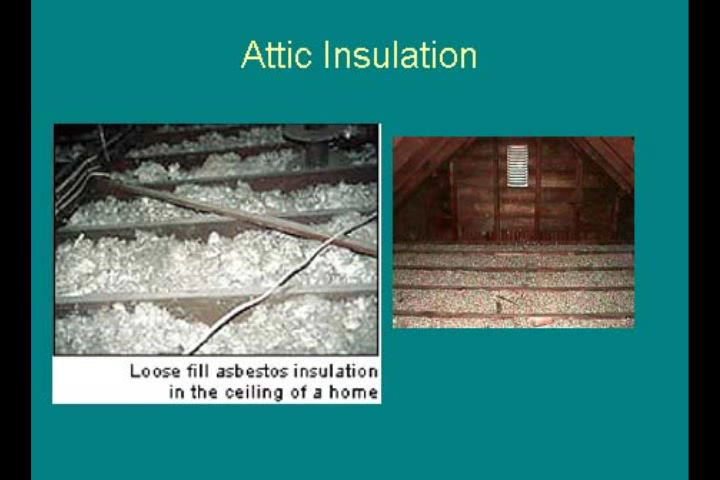 Attic Insulation
Loose fill asbestos insulation
in the ceiling of a home